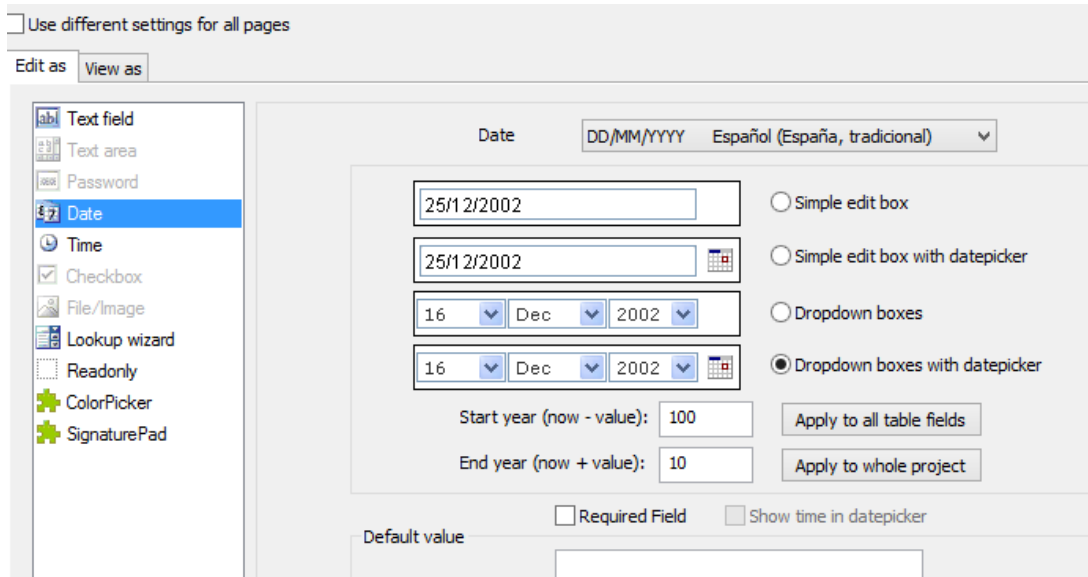 Use different settings for all pages
Edit as
View as
Text field
Text area
Password
Date
Time
Checkbox
File/Image
Lookup wizard
Readonly
ColorPicker
SignaturePad
Date DD/MM/YYYY Español (España, tradicional)
25/12/2002 Simple edit box
25/12/2002 Simple edit box with datepicker
16 Dec 2002 Dropdown boxes
16 Dec 2002 Dropdown boxes with datepicker
Start year (now - value): 100 Apply to all table fields
End year (now + value): 10 Apply to whole project
Required Field Show time in datepicker
Default value